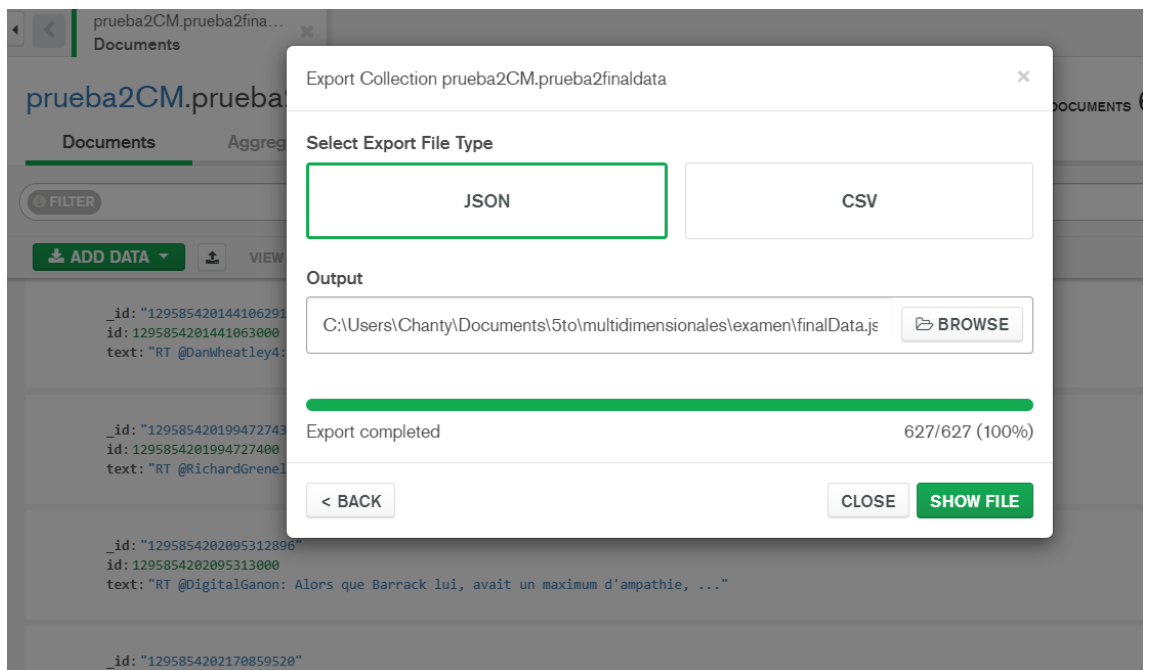 prueba2CM.prueba2fina...
Documents
prueba2CM.prueba2
DOCUMENTS 6
Documents
Aggreg
FILTER
ADD DATA
VIEW
_id: "129585420144106291
id: 1295854201441063000
text: "RT @DanWheatley4:
_id: "129585420199472743
id: 1295854201994727400
text: "RT @RichardGrenel
_id: "1295854202095312896"
id: 1295854202095313000
text: "RT @DigitalGanon: Alors que Barrack lui, avait un maximum d'ampathie, ..."
_id: "1295854202170859520"
Export Collection prueba2CM.prueba2finaldata
Select Export File Type
JSON
CSV
Output
C:\Users\Chanty\Documents\5to\multidimensionales\examen\finalData.js
BROWSE
Export completed
627/627 (100%)
< BACK
CLOSE
SHOW FILE